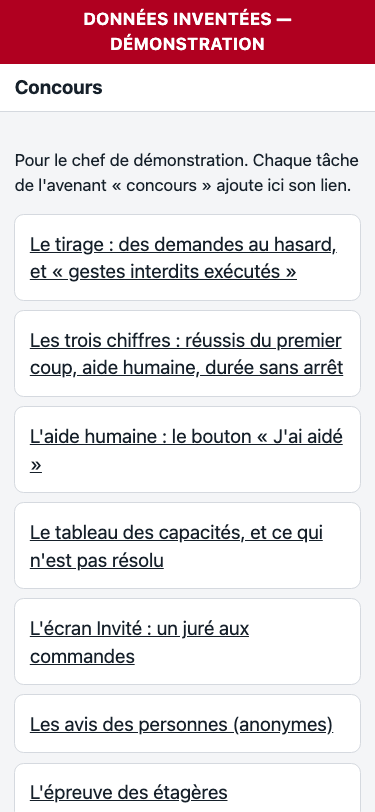 DONNÉES INVENTÉES —
DÉMONSTRATION
Concours
Pour le chef de démonstration. Chaque tâche
de l'avenant « concours » ajoute ici son lien.
Le tirage : des demandes au hasard,
et « gestes interdits exécutés »
Les trois chiffres : réussis du premier
coup, aide humaine, durée sans arrêt
L'aide humaine : le bouton « J'ai aidé
»
Le tableau des capacités, et ce qui
n'est pas résolu
L'écran Invité : un juré aux
commandes
Les avis des personnes (anonymes)
L'épreuve des étagères